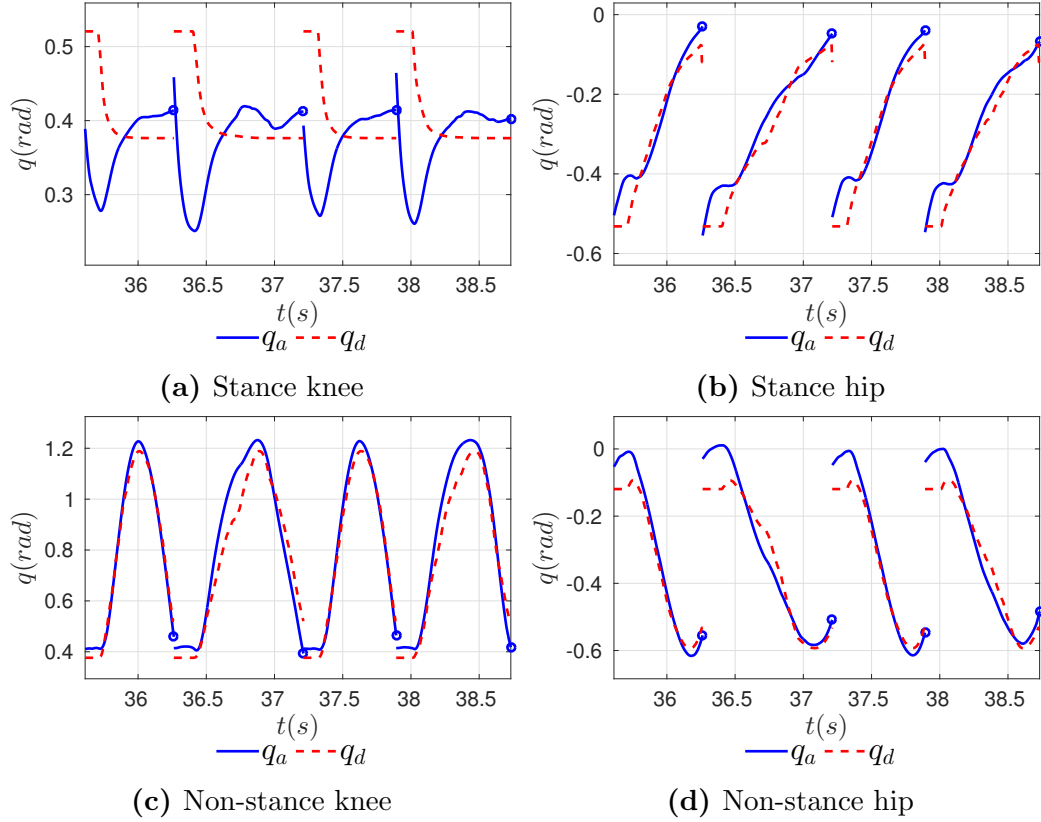 0.5
0.4
0.3
q(rad)
36 36.5 37 37.5 38 38.5
t(s)
q_a q_d
(a) Stance knee
0
-0.2
-0.4
-0.6
q(rad)
36 36.5 37 37.5 38 38.5
t(s)
q_a q_d
(b) Stance hip
1.2
1
0.8
0.6
0.4
q(rad)
36 36.5 37 37.5 38 38.5
t(s)
q_a q_d
(c) Non-stance knee
0
-0.2
-0.4
-0.6
q(rad)
36 36.5 37 37.5 38 38.5
t(s)
q_a q_d
(d) Non-stance hip